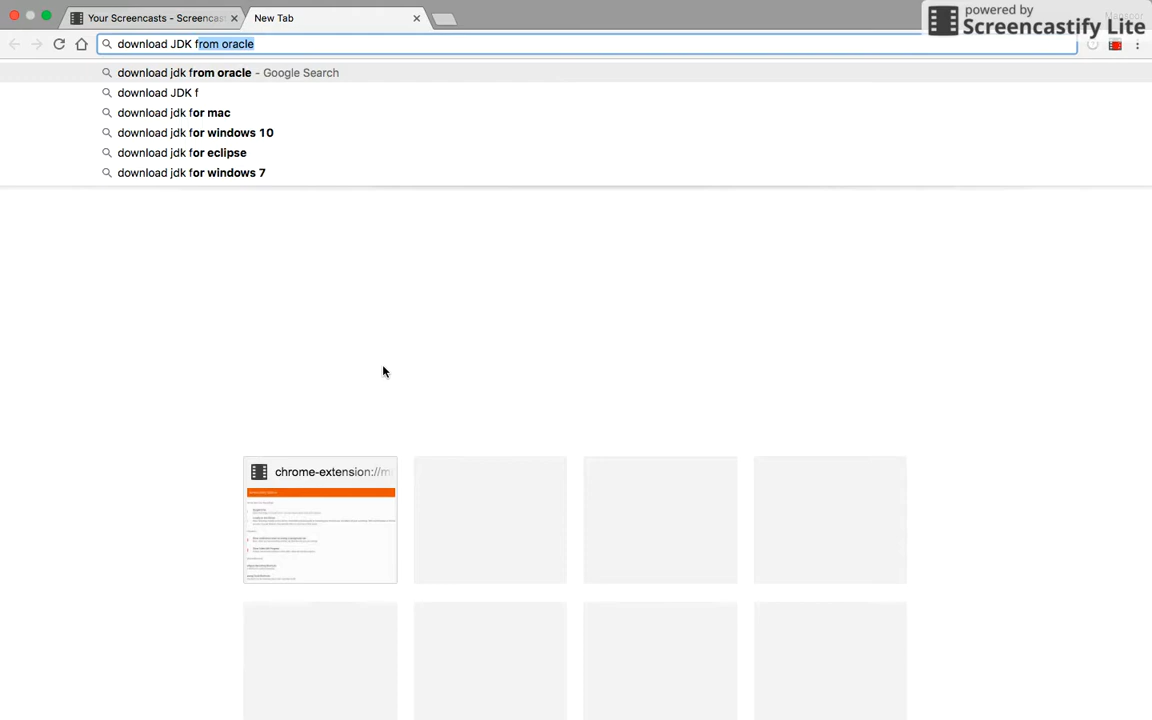 Your Screencasts - Screencas
New Tab
powered by
Screencastify Lite
download JDK from oracle
download jdk from oracle - Google Search
download JDK f
download jdk for mac
download jdk for windows 10
download jdk for eclipse
download jdk for windows 7
chrome-extension://m